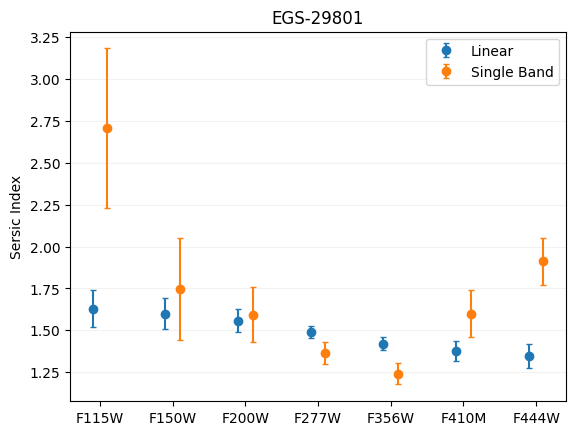 EGS-29801
Linear
Single Band
Sersic Index
3.25
3.00
2.75
2.50
2.25
2.00
1.75
1.50
1.25
F115W F150W F200W F277W F356W F410M F444W